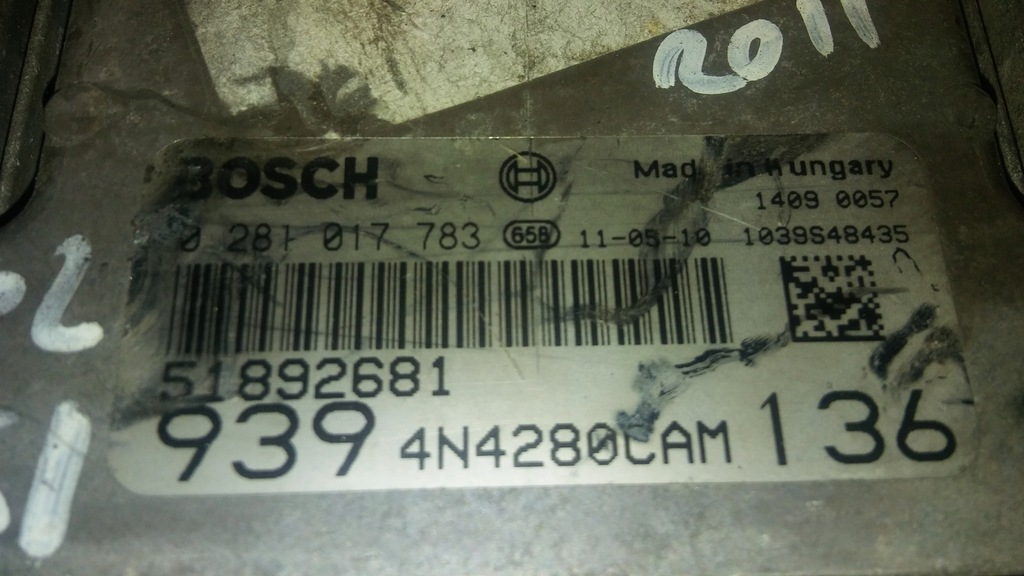 2011
BOSCH
Made in Hungary
1409 0057
0 281 017 783 65B 11-05-10 1039S48435
51892681
939 4N4280CAM 136